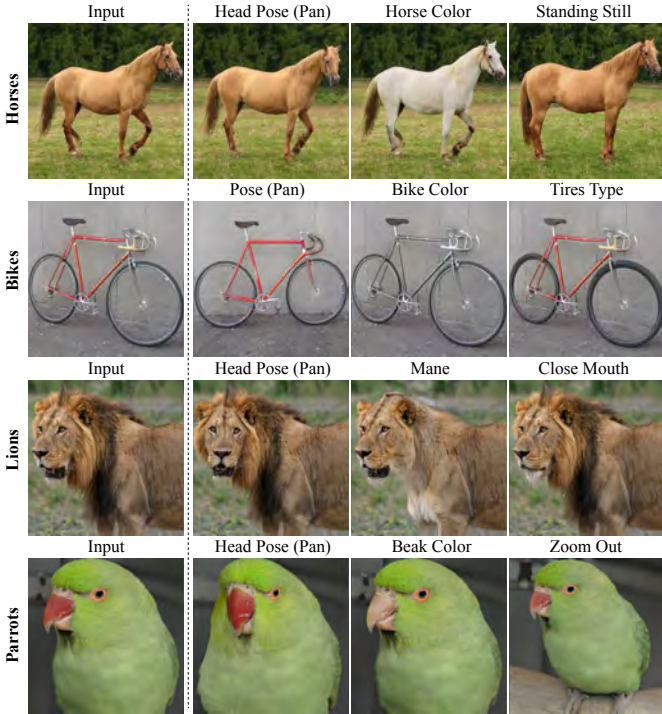 Input Head Pose (Pan) Horse Color Standing Still
Horses
Input Pose (Pan) Bike Color Tires Type
Bikes
Input Head Pose (Pan) Mane Close Mouth
Lions
Input Head Pose (Pan) Beak Color Zoom Out
Parrots